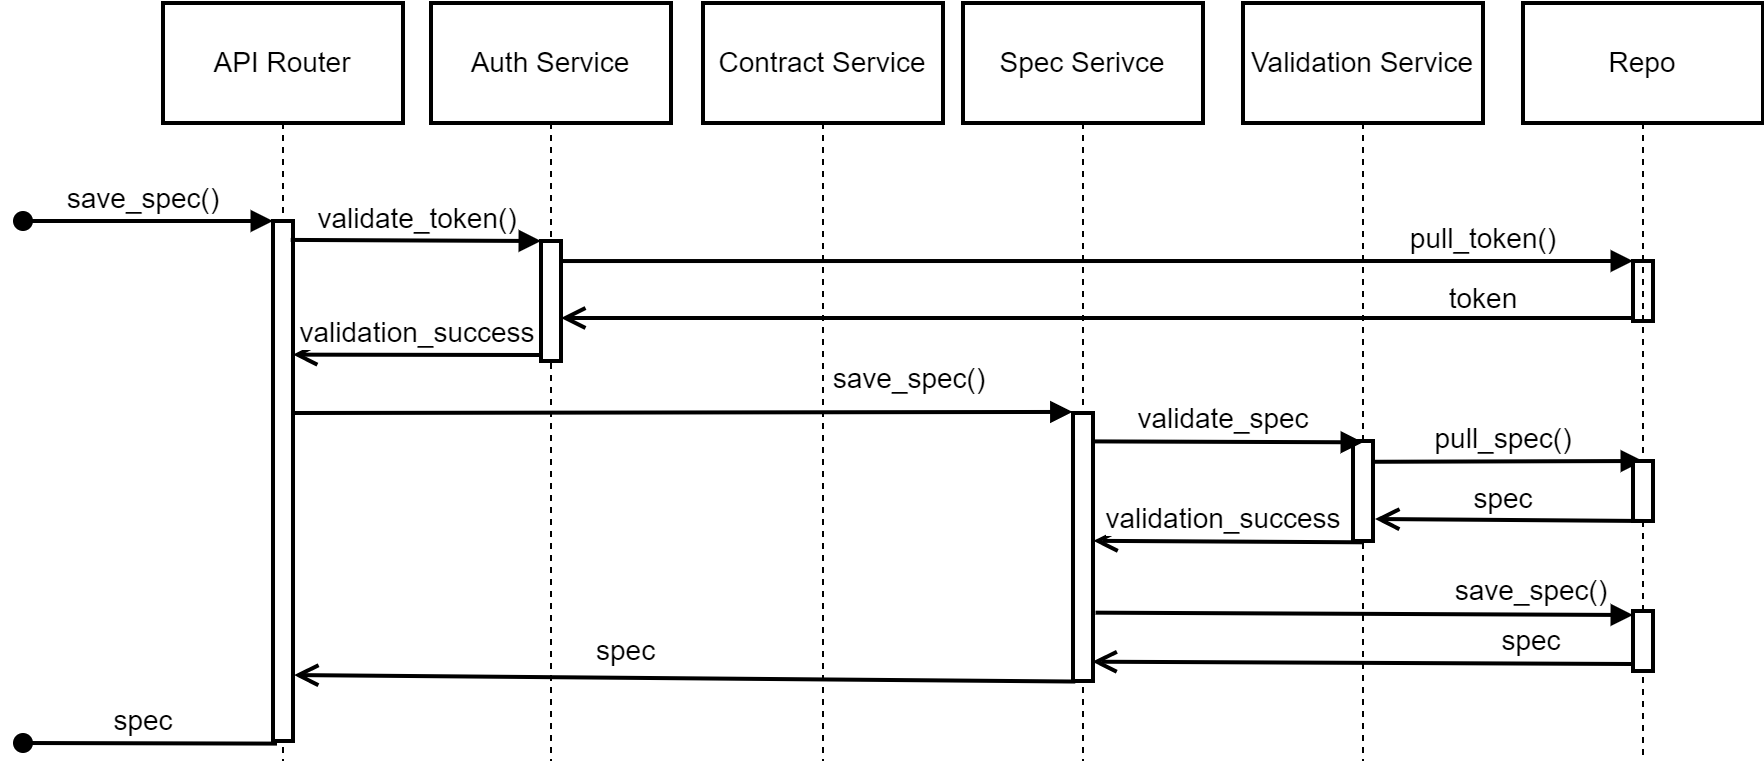 API Router
Auth Service
Contract Service
Spec Serivce
Validation Service
Repo
save_spec()
validate_token()
pull_token()
token
validation_success
save_spec()
validate_spec
pull_spec()
spec
validation_success
save_spec()
spec
spec
spec